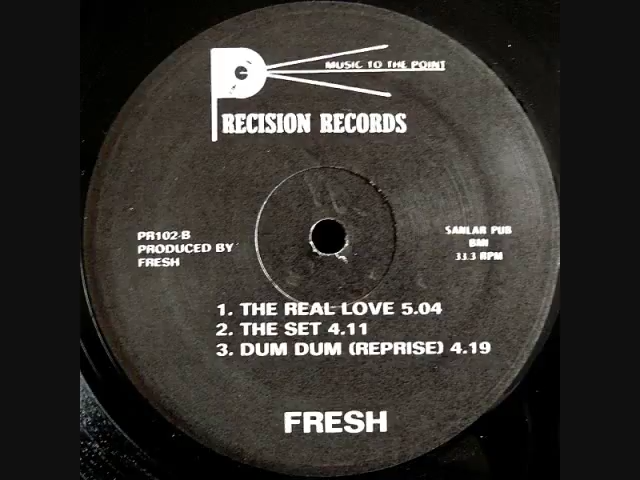 MUSIC TO THE POINT
PRECISION RECORDS
PR102-B
PRODUCED BY
FRESH
SANLAR PUB
BMI
33.3 RPM
1. THE REAL LOVE 5.04
2. THE SET 4.11
3. DUM DUM (REPRISE) 4.19
FRESH